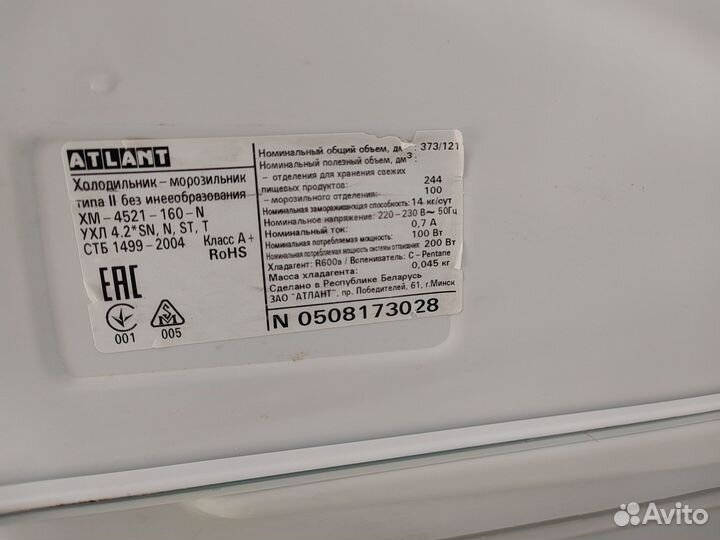 ATLANT
Холодильник-морозильник
типа II без инееобразования
ХМ-4521-160-N
УХЛ 4.2*SN, N, ST, T
СТБ 1499-2004 Класс А+
RoHS
EAC
001
005
Номинальный общий объем, дм³: 373/121
Номинальный полезный объем, дм³:
- отделения для хранения свежих
пищевых продуктов: 244
- морозильного отделения: 100
Номинальная замораживающая способность: 14 кг/сут
Номинальное напряжение: 220-230 В~ 50Гц
0,7 А
Номинальная потребляемая мощность: 100 Вт
Номинальная потребляемая мощность системы оттаивания: 200 Вт
Хладагент: R600a / Вспениватель: C-Pentane
Масса хладагента: 0,045 кг
Сделано в Республике Беларусь
ЗАО "АТЛАНТ", пр. Победителей, 61, г.Минск
N 0508173028
Avito